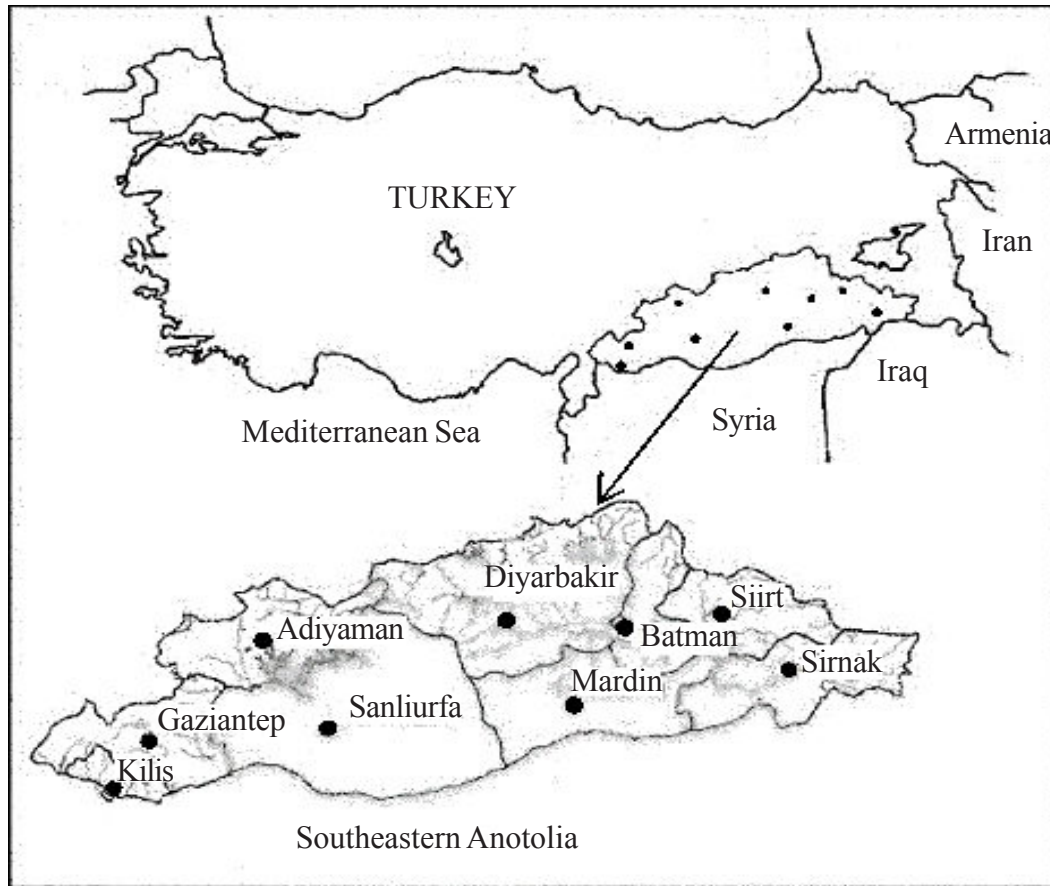 Armenia
TURKEY
Iran
Iraq
Syria
Mediterranean Sea
Diyarbakir
Siirt
Adiyaman
Batman
Sirnak
Mardin
Sanliurfa
Gaziantep
Kilis
Southeastern Anotolia